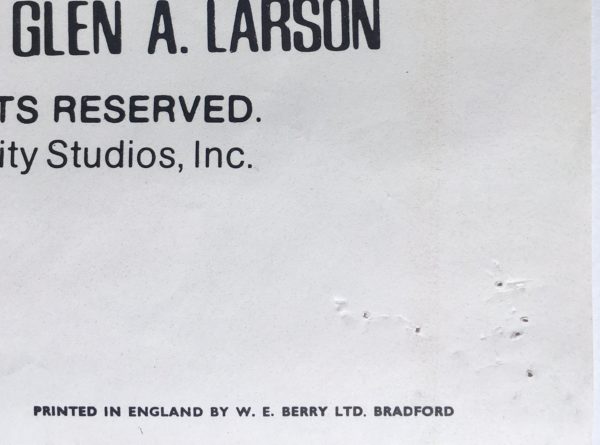 GLEN A. LARSON
TS RESERVED.
ity Studios, Inc.
PRINTED IN ENGLAND BY W. E. BERRY LTD. BRADFORD